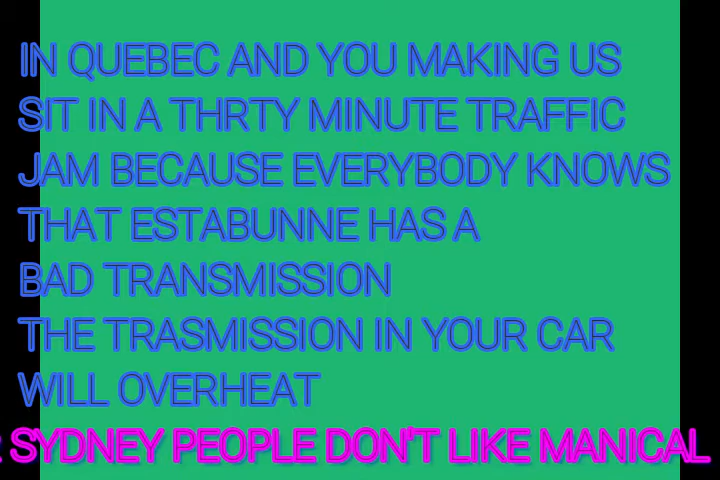 IN QUEBEC AND YOU MAKING US
SIT IN A THRTY MINUTE TRAFFIC
JAM BECAUSE EVERYBODY KNOWS
THAT ESTABUNNE HAS A
BAD TRANSMISSION
THE TRASMISSION IN YOUR CAR
WILL OVERHEAT
SYDNEY PEOPLE DON'T LIKE MANICAL